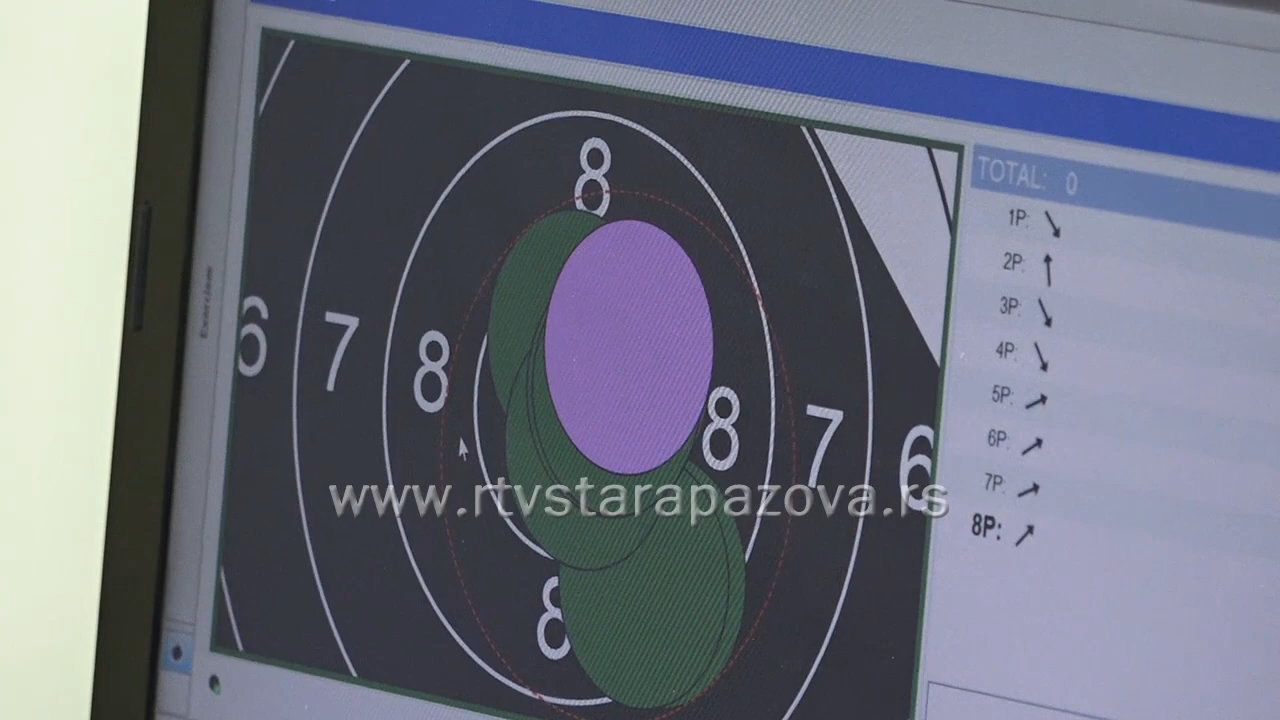 TOTAL: 0
1P:
2P:
3P:
4P:
5P:
6P:
7P:
8P:
8
6 7 8 8 7 6
8
Exercises
www.rtvstarapazova.rs